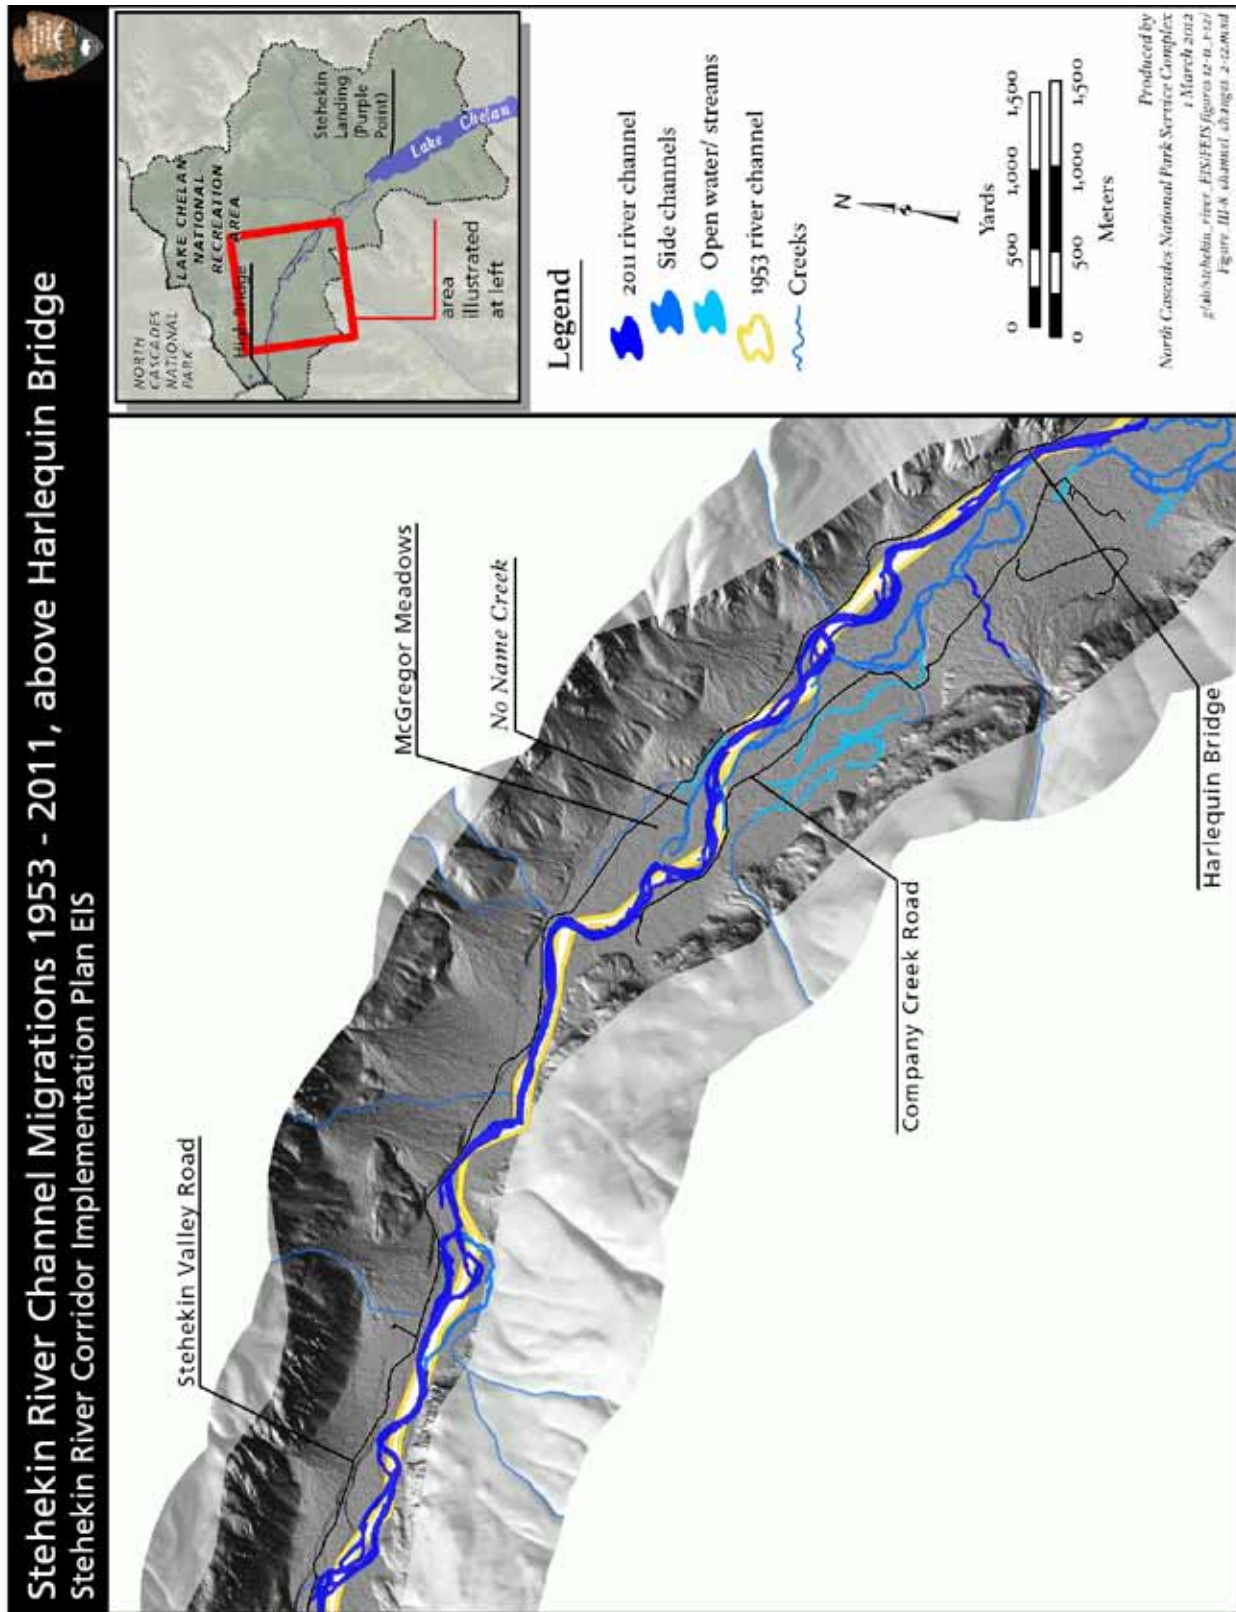 Stehekin River Channel Migrations 1953 - 2011, above Harlequin Bridge
Stehekin River Corridor Implementation Plan EIS
Stehekin Valley Road
McGregor Meadows
No Name Creek
Company Creek Road
Harlequin Bridge
NORTH
CASCADES
NATIONAL
PARK
LAKE CHELAN
NATIONAL
RECREATION
AREA
High Bridge
Stehekin
Landing
(Purple
Point)
Lake Chelan
area
illustrated
at left
Legend
2011 river channel
Side channels
Open water/ streams
1953 river channel
Creeks
N
Yards
0 500 1,000 1,500
0 500 1,000 1,500
Meters
Produced by
North Cascades National Park Service Complex
1 March 2012